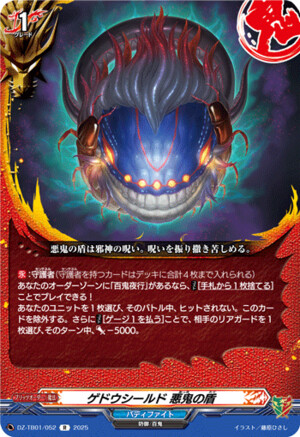 1
グレード
悪鬼の盾は邪神の呪い、呪いを振り撒き苦しめる。
守護者(守護者を持つカードはデッキに合計4枚まで入れられる)
あなたのオーダーゾーンに「百鬼夜行」があるなら、[手札から1枚捨てる]
ことでプレイできる!
あなたのユニットを1枚選び、そのバトル中、ヒットされない。このカー
ドを除外する。さらに[ゲージ1を払う]ことで、相手のリアガードを1
枚選び、そのターン中、-5000。
ゲドウシールド 悪鬼の盾
バディファイト
防御 百鬼
DZ-TB01/052 R 2025
イラスト/藤原ひさし